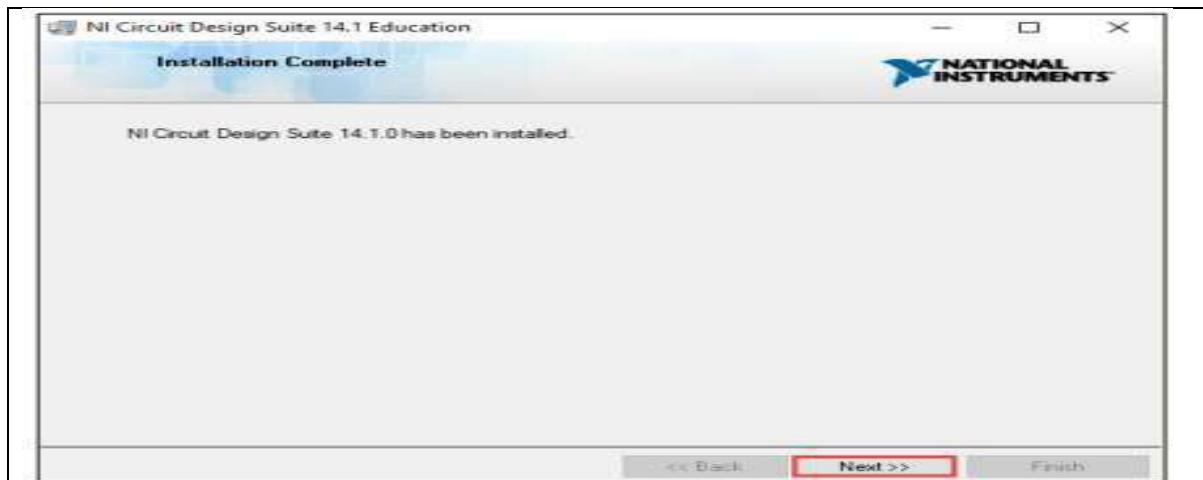 NI Circuit Design Suite 14.1 Education
Installation Complete
NATIONAL
INSTRUMENTS
NI Circuit Design Suite 14.1.0 has been installed.
<< Back Next >> Finish